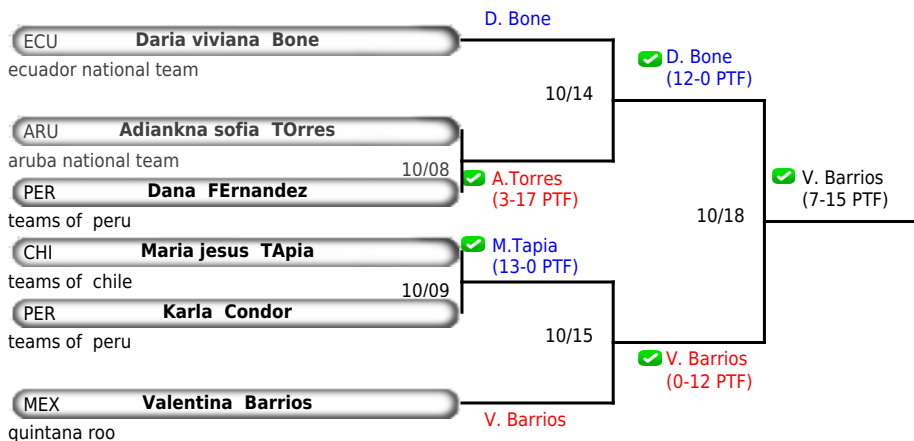 D. Bone
ECU Daria viviana Bone
ecuador national team
D. Bone
(12-0 PTF)
10/14
ARU Adiankna sofia TOrres
aruba national team
10/08
A.Torres
(3-17 PTF)
PER Dana FErnandez
teams of peru
V. Barrios
(7-15 PTF)
10/18
CHI Maria jesus TApia
M.Tapia
(13-0 PTF)
teams of chile
10/09
PER Karla Condor
teams of peru
10/15
V. Barrios
(0-12 PTF)
MEX Valentina Barrios
V. Barrios
quintana roo